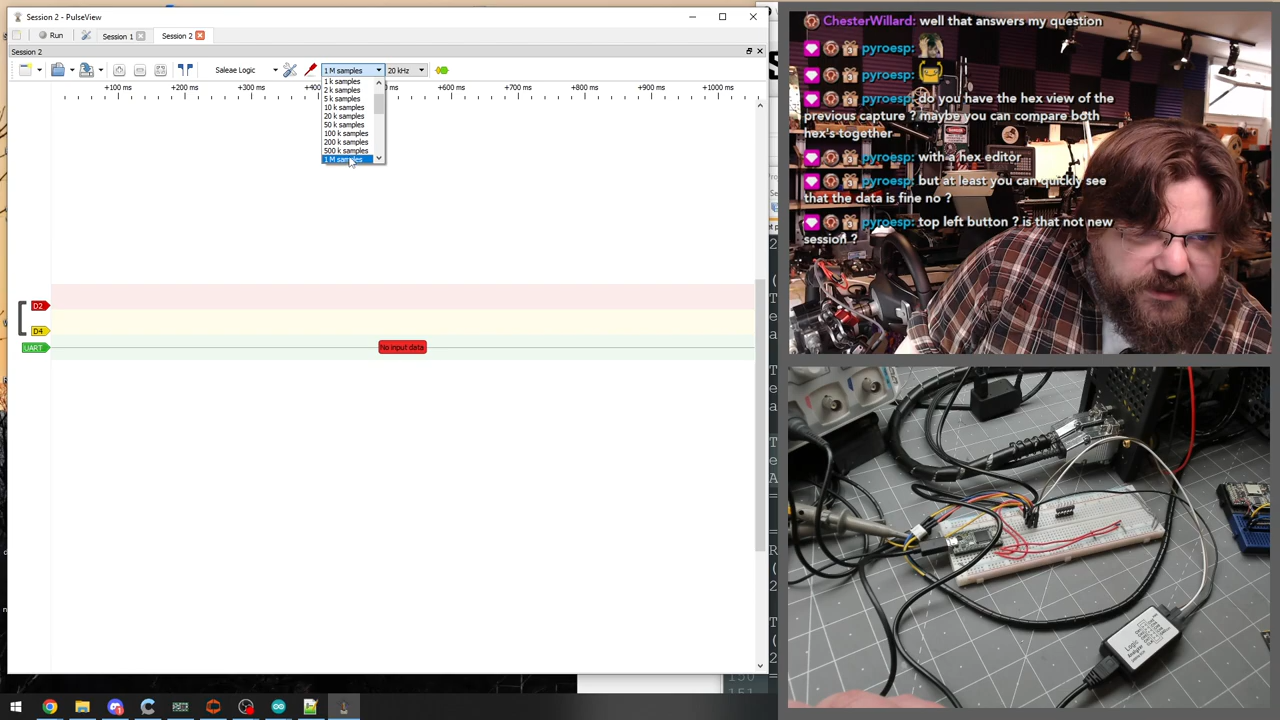 Session 2 - PulseView
Run
Session 1
Session 2
Session 2
Saleae Logic
1 M samples
20 kHz
+100 ms
+200 ms
+300 ms
+600 ms
+700 ms
+800 ms
+900 ms
+1000 ms
1 k samples
2 k samples
5 k samples
10 k samples
20 k samples
50 k samples
100 k samples
200 k samples
500 k samples
1 M samples
D2
D4
UART
No input data
ChesterWillard: well that answers my question
pyroesp:
pyroesp:
pyroesp: do you have the hex view of the
previous capture ? maybe you can compare both
hex's together
pyroesp: with a hex editor
pyroesp: but at least you can quickly see
that the data is fine no ?
pyroesp: top left button ? is that not new
session ?
DANGER
Logic
Analyzer